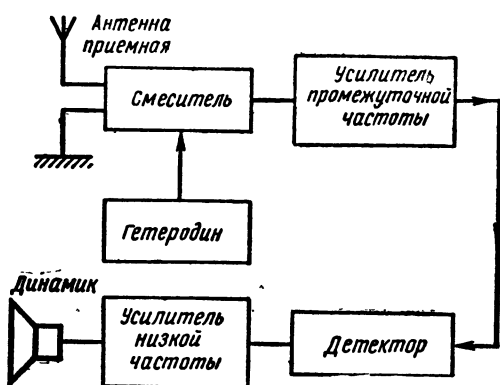 Антенна
приемная
Смеситель
Усилитель
промежуточной
частоты
Гетеродин
Динамик
Усилитель
низкой
частоты
Детектор